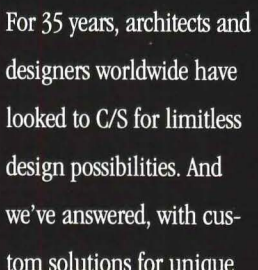 For 35 years, architects and
designers worldwide have
looked to C/S for limitless
design possibilities. And
we've answered, with cus-
tom solutions for unique